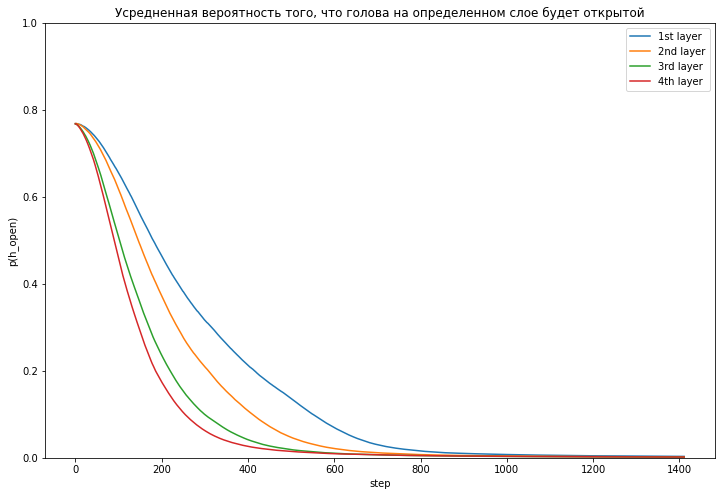 Усредненная вероятность того, что голова на определенном слое будет открытой
1st layer
2nd layer
3rd layer
4th layer
1.0
0.8
0.6
0.4
0.2
0.0
p(h_open)
0
200
400
600
800
1000
1200
1400
step